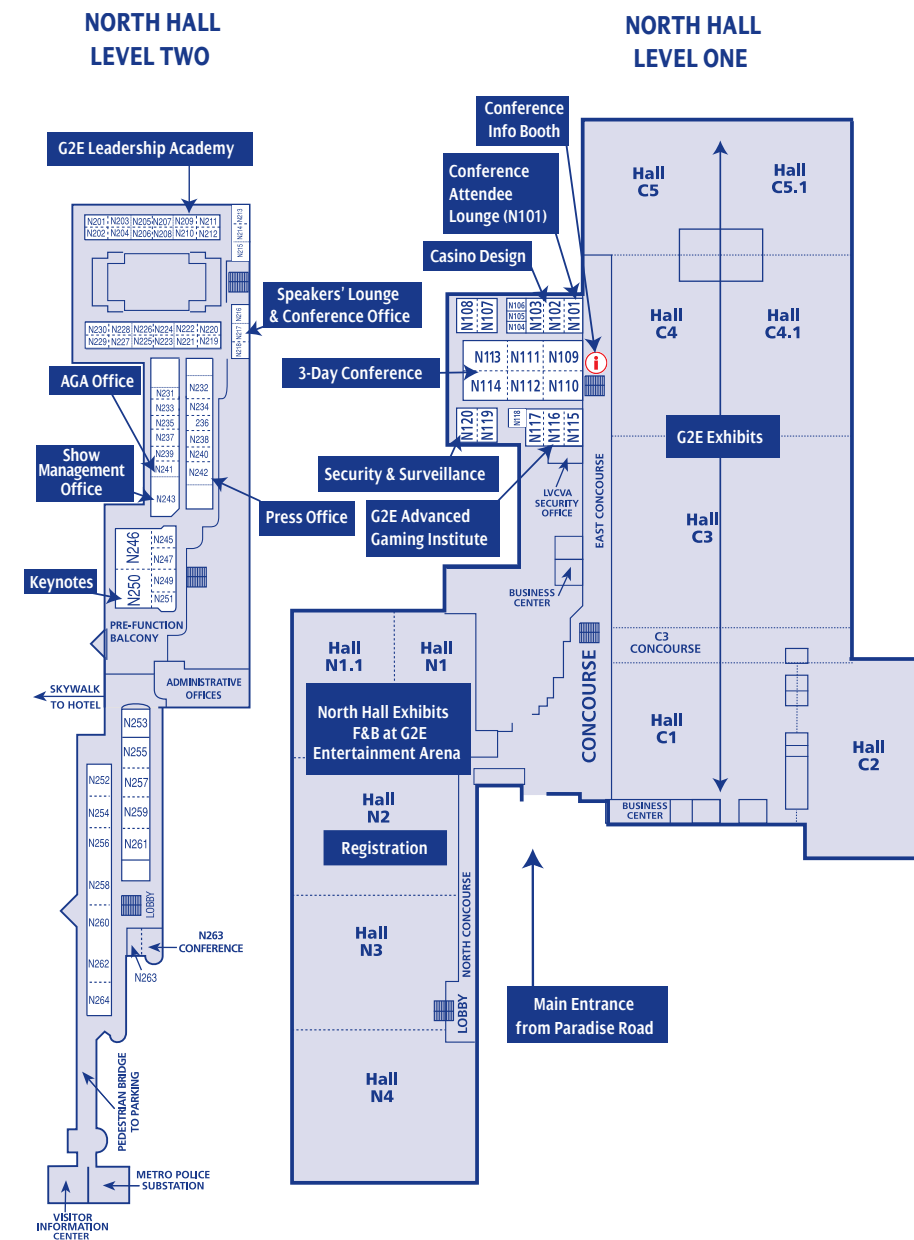 NORTH HALL
LEVEL TWO
NORTH HALL
LEVEL ONE
G2E Leadership Academy
N201 N203 N205 N207 N209 N211
N202 N204 N206 N208 N210 N212
N213
N214
N215
N216
N217
N218
Speakers' Lounge
& Conference Office
N230 N228 N226 N224 N222 N220
N229 N227 N225 N223 N221 N219
AGA Office
N231
N233
N235
N237
N239
N241
N243
N232
N234
236
N238
N240
N242
Show
Management
Office
Press Office
N246
N250
N245
N247
N249
N251
Keynotes
PRE-FUNCTION
BALCONY
SKYWALK
TO HOTEL
ADMINISTRATIVE
OFFICES
N253
N255
N257
N259
N261
N252
N254
N256
N258
N260
N262
N264
LOBBY
N263
CONFERENCE
N263
PEDESTRIAN BRIDGE
TO PARKING
METRO POLICE
SUBSTATION
VISITOR
INFORMATION
CENTER
Conference
Info Booth
Conference
Attendee
Lounge (N101)
Casino Design
N108
N107
N106
N105
N104
N103
N102
N101
3-Day Conference
N113 N111 N109
N114 N112 N110
i
N120
N119
N118
N117
N116
N115
Security & Surveillance
G2E Advanced
Gaming Institute
LVCVA
SECURITY
OFFICE
EAST CONCOURSE
BUSINESS
CENTER
Hall
C5
Hall
C5.1
Hall
C4
Hall
C4.1
G2E Exhibits
Hall
C3
C3
CONCOURSE
CONCOURSE
Hall
C1
Hall
C2
BUSINESS
CENTER
Hall
N1.1
Hall
N1
North Hall Exhibits
F&B at G2E
Entertainment Arena
Hall
N2
Registration
NORTH CONCOURSE
Hall
N3
LOBBY
Hall
N4
Main Entrance
from Paradise Road